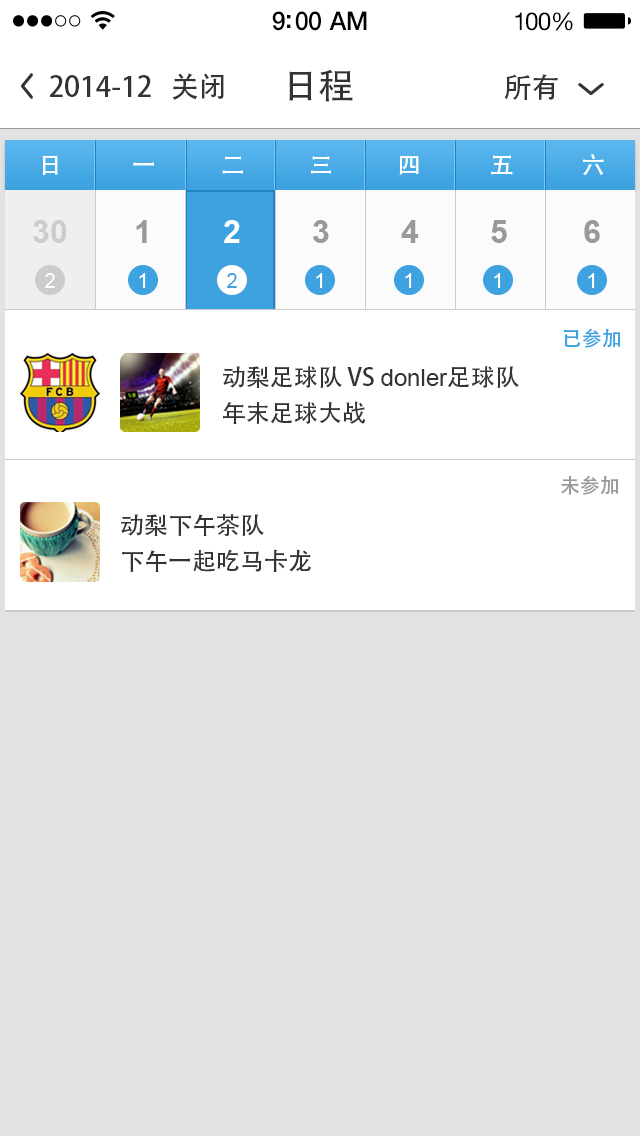 9:00 AM 100%
2014-12 关闭 日程 所有
日 一 二 三 四 五 六
30 1 2 3 4 5 6
2 1 2 1 1 1 1
已参加
FCB
动梨足球队 VS donler足球队
年末足球大战
未参加
动梨下午茶队
下午一起吃马卡龙